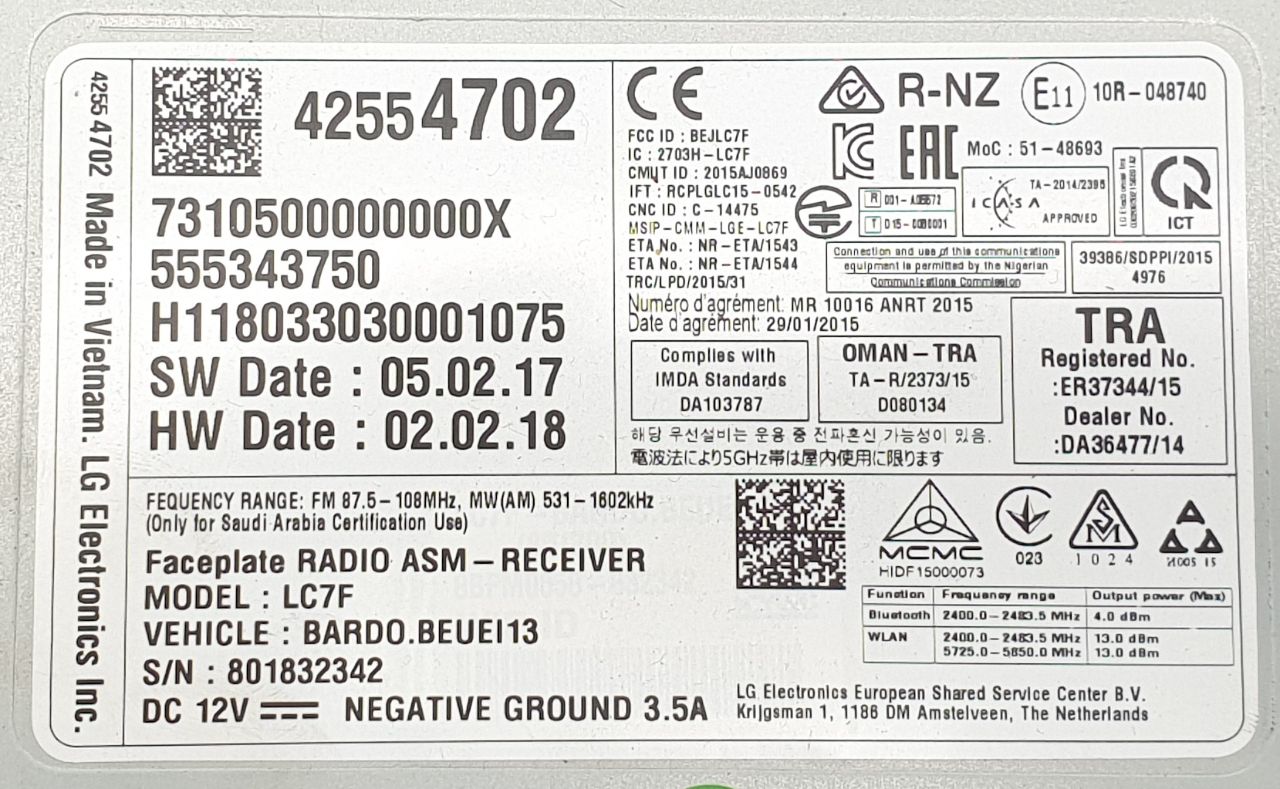 42554702 Made in Vietnam. LG Electronics Inc.
42554702
7310500000000X
555343750
H118033030001075
SW Date : 05.02.17
HW Date : 02.02.18
CE
FCC ID : BEJLC7F
IC : 2703H-LC7F
CMIIT ID : 2015AJ0869
IFT : RCPLGLC15-0542
CNC ID : C-14475
MSIP-CMM-LGE-LC7F
ETA No. : NR-ETA/1543
ETA No. : NR-ETA/1544
TRC/LPD/2015/31
Numéro d'agrément: MR 10016 ANRT 2015
Date d'agrément: 29/01/2015
R-NZ
E11
10R-048740
EAC
MoC : 51-48693
R
T
ICASA
TA-2014/2395
APPROVED
ICT
Connection and use of this communications
equipment is permitted by the Nigerian
Communications Commission
39386/SDPPI/2015
4976
Complies with
IMDA Standards
DA103787
OMAN-TRA
TA-R/2373/15
D080134
TRA
Registered No.
:ER37344/15
Dealer No.
:DA36477/14
해당 무선설비는 운용 중 전파혼신 가능성이 있음.
電波法により5GHz帯は屋内使用に限ります
FEQUENCY RANGE: FM 87.5-108MHz, MW(AM) 531-1602kHz
(Only for Saudi Arabia Certification Use)
Faceplate RADIO ASM-RECEIVER
MODEL : LC7F
VEHICLE : BARDO.BEUEI13
S/N : 801832342
DC 12V NEGATIVE GROUND 3.5A
MCMC
HIDF15000073
023
1024
Function Frequency range Output power (Max)
Bluetooth 2400.0-2483.5 MHz 4.0 dBm
WLAN 2400.0-2483.5 MHz 13.0 dBm
5725.0-5850.0 MHz 13.0 dBm
LG Electronics European Shared Service Center B.V.
Krijgsman 1, 1186 DM Amstelveen, The Netherlands